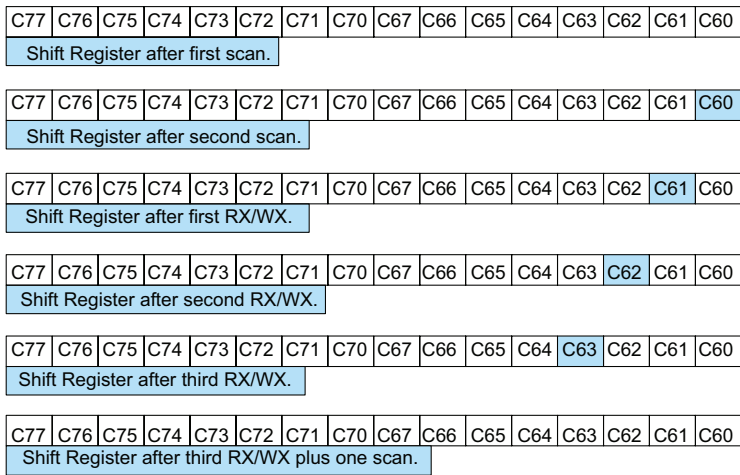 C77 C76 C75 C74 C73 C72 C71 C70 C67 C66 C65 C64 C63 C62 C61 C60
Shift Register after first scan.
C77 C76 C75 C74 C73 C72 C71 C70 C67 C66 C65 C64 C63 C62 C61 C60
Shift Register after second scan.
C77 C76 C75 C74 C73 C72 C71 C70 C67 C66 C65 C64 C63 C62 C61 C60
Shift Register after first RX/WX.
C77 C76 C75 C74 C73 C72 C71 C70 C67 C66 C65 C64 C63 C62 C61 C60
Shift Register after second RX/WX.
C77 C76 C75 C74 C73 C72 C71 C70 C67 C66 C65 C64 C63 C62 C61 C60
Shift Register after third RX/WX.
C77 C76 C75 C74 C73 C72 C71 C70 C67 C66 C65 C64 C63 C62 C61 C60
Shift Register after third RX/WX plus one scan.